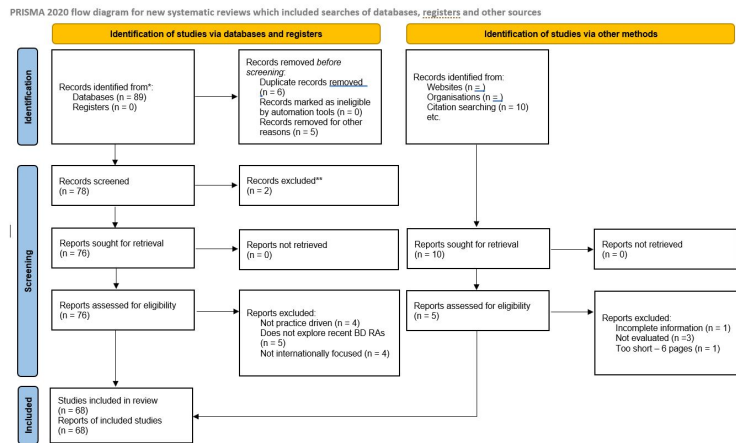 PRISMA 2020 flow diagram for new systematic reviews which included searches of databases, registers and other sources
Identification of studies via databases and registers
Identification of studies via other methods
Identification
Records identified from*:
Databases (n = 89)
Registers (n = 0)
Records removed before
screening:
Duplicate records removed
(n = 6)
Records marked as ineligible
by automation tools (n = 0)
Records removed for other
reasons (n = 5)
Records identified from:
Websites (n = )
Organisations (n = )
Citation searching (n = 10)
etc.
Screening
Records screened
(n = 78)
Records excluded**
(n = 2)
Reports sought for retrieval
(n = 76)
Reports not retrieved
(n = 0)
Reports sought for retrieval
(n = 10)
Reports not retrieved
(n = 0)
Reports assessed for eligibility
(n = 76)
Reports excluded:
Not practice driven (n = 4)
Does not explore recent BD RAs
(n = 5)
Not internationally focused (n = 4)
Reports assessed for eligibility
(n = 5)
Reports excluded:
Incomplete information (n = 1)
Not evaluated (n =3)
Too short – 6 pages (n = 1)
Included
Studies included in review
(n = 68)
Reports of included studies
(n = 68)